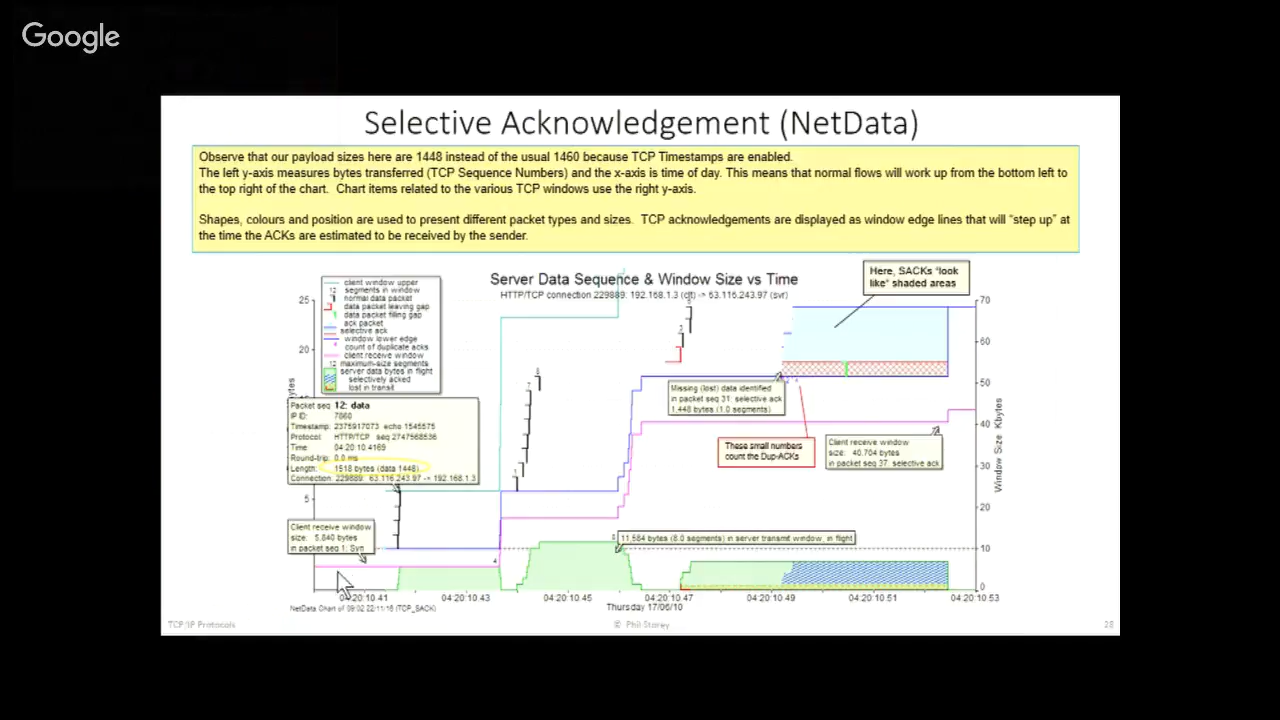 Google
Selective Acknowledgement (NetData)
Observe that our payload sizes here are 1448 instead of the usual 1460 because TCP Timestamps are enabled.
The left y-axis measures bytes transferred (TCP Sequence Numbers) and the x-axis is time of day. This means that normal flows will work up from the bottom left to
the top right of the chart. Chart items related to the various TCP windows use the right y-axis.
Shapes, colours and position are used to present different packet types and sizes. TCP acknowledgements are displayed as window edge lines that will "step up" at
the time the ACKs are estimated to be received by the sender.
Server Data Sequence & Window Size vs Time
HTTP/TCP connection 229889: 192.168.1.3 (clt) -> 63.116.243.97 (svr)
Here, SACKs "look
like" shaded areas
client window upper
12 segments in window
normal data packet
data packet leaving gap
data packet filling gap
ack packet
selective ack
window lower edge
count of duplicate acks
client receive window
12 maximum-size segments
server data bytes in flight
selectively acked
lost in transit
25
20
5
70
60
50
40
30
20
10
0
Window Size Kbytes
Packet seq 12: data
IP ID: 7860
Timestamp: 2375917073 echo 1545575
Protocol: HTTP/TCP seq 2747568536
Time: 04:20:10.4169
Round-trip: 0.0 ms
Length: 1518 bytes (data 1448)
Connection: 229889: 63.116.243.97 -> 192.168.1.3
Missing (lost) data identified
in packet seq 31: selective ack
1,448 bytes (1.0 segments)
These small numbers
count the Dup-ACKs
Client receive window
size: 40,704 bytes
in packet seq 37: selective ack
Client receive window
size: 5,840 bytes
in packet seq 1: Syn
11,584 bytes (8.0 segments) in server transmit window, in flight
04:20:10.41
04:20:10.43
04:20:10.45
04:20:10.47
04:20:10.49
04:20:10.51
04:20:10.53
Thursday 17/06/10
NetData Chart of 09:02 22/11/16 (TCP_SACK)
TCP/IP Protocols
© Phil Storey
28